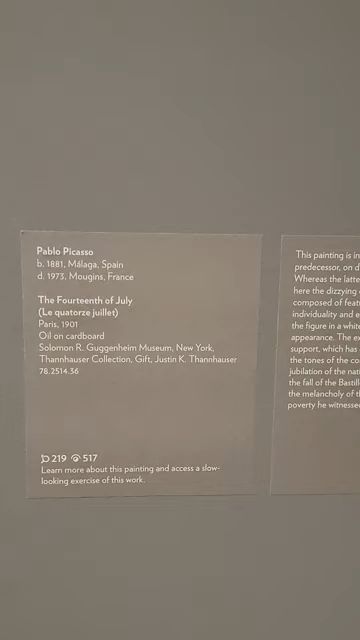 Pablo Picasso
b. 1881, Málaga, Spain
d. 1973, Mougins, France
The Fourteenth of July
(Le quatorze juillet)
Paris, 1901
Oil on cardboard
Solomon R. Guggenheim Museum, New York,
Thannhauser Collection, Gift, Justin K. Thannhauser
78.2514.36
219 517
Learn more about this painting and access a slow-
looking exercise of this work.
This painting is in
predecessor, on d
Whereas the latte
here the dizzying
composed of feat
individuality and e
the figure in a white
appearance. The ex
support, which has
the tones of the co
jubilation of the nat
the fall of the Bastill
the melancholy of t
poverty he witnesse